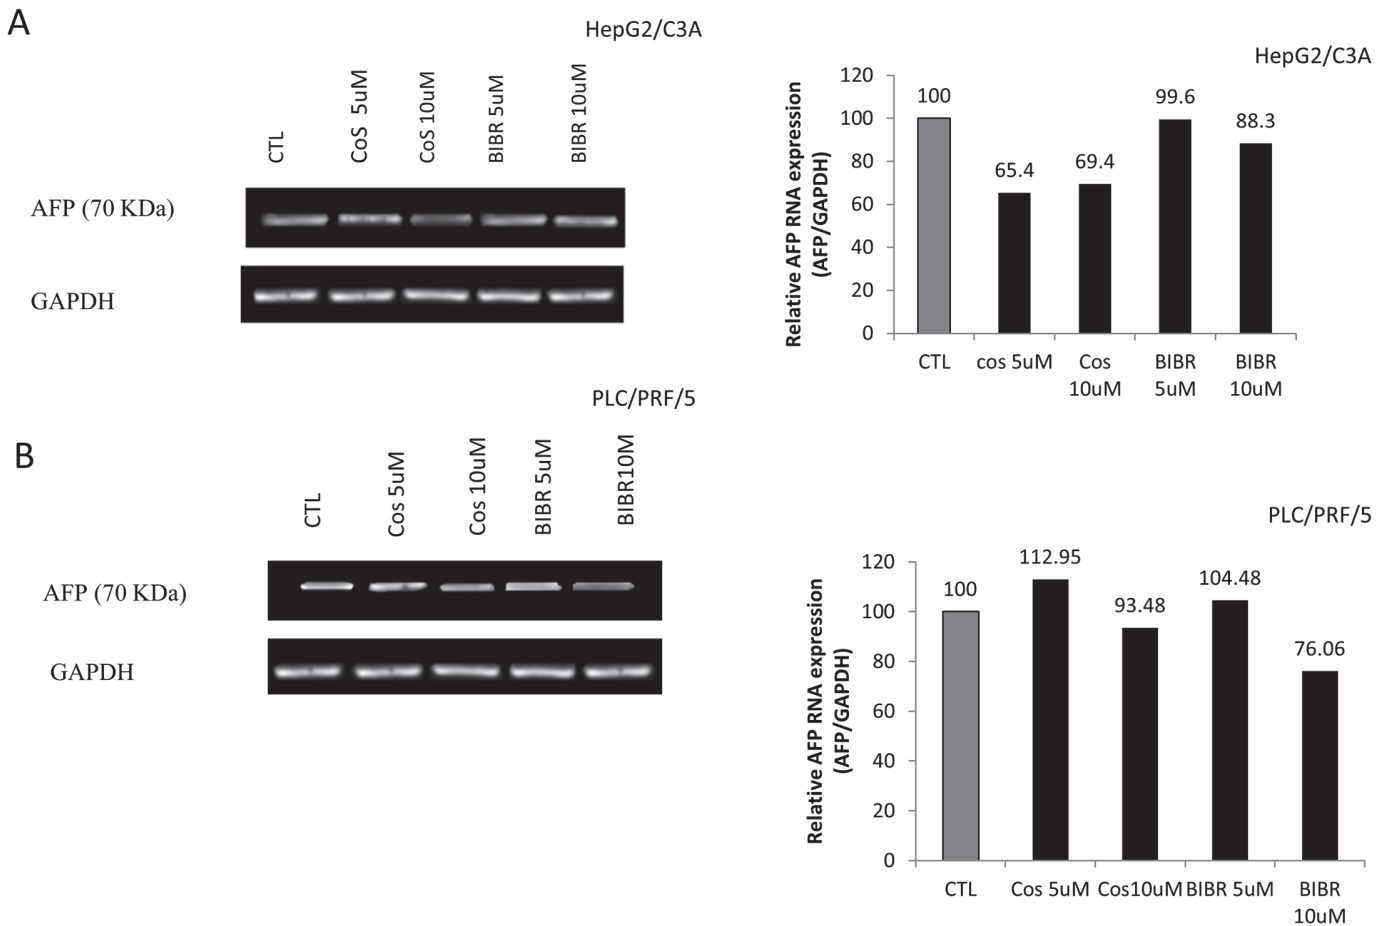 A
HepG2/C3A
CTL
CoS 5uM
CoS 10uM
BIBR 5uM
BIBR 10uM
AFP (70 KDa)
GAPDH
HepG2/C3A
Relative AFP RNA expression
(AFP/GAPDH)
120
100
80
60
40
20
0
100
65.4
69.4
99.6
88.3
CTL
cos 5uM
Cos
10uM
BIBR
5uM
BIBR
10uM
B
PLC/PRF/5
CTL
Cos 5uM
Cos 10uM
BIBR 5uM
BIBR10M
AFP (70 KDa)
GAPDH
PLC/PRF/5
Relative AFP RNA expression
(AFP/GAPDH)
120
100
80
60
40
20
0
100
112.95
93.48
104.48
76.06
CTL
Cos 5uM
Cos10uM
BIBR 5uM
BIBR
10uM